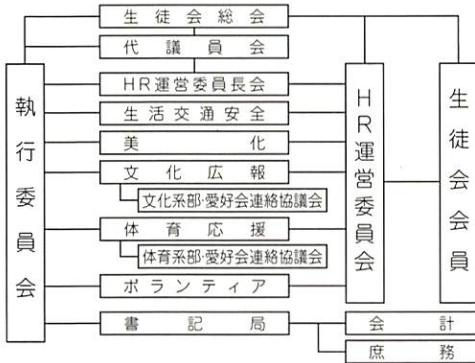 生徒会総会
代議員会
HR運営委員長会
生活交通安全
美化
文化広報
文化系部・愛好会連絡協議会
体育応援
体育系部・愛好会連絡協議会
ボランティア
書記局
執行委員会
HR運営委員会
生徒会会員
会計
庶務